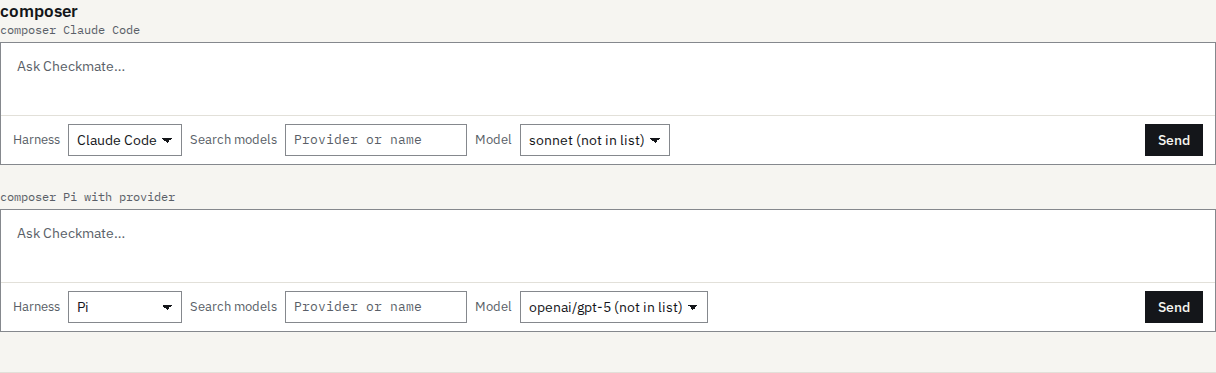 composer
composer Claude Code
Ask Checkmate...
Harness Claude Code Search models Provider or name Model sonnet (not in list) Send
composer Pi with provider
Ask Checkmate...
Harness Pi Search models Provider or name Model openai/gpt-5 (not in list) Send